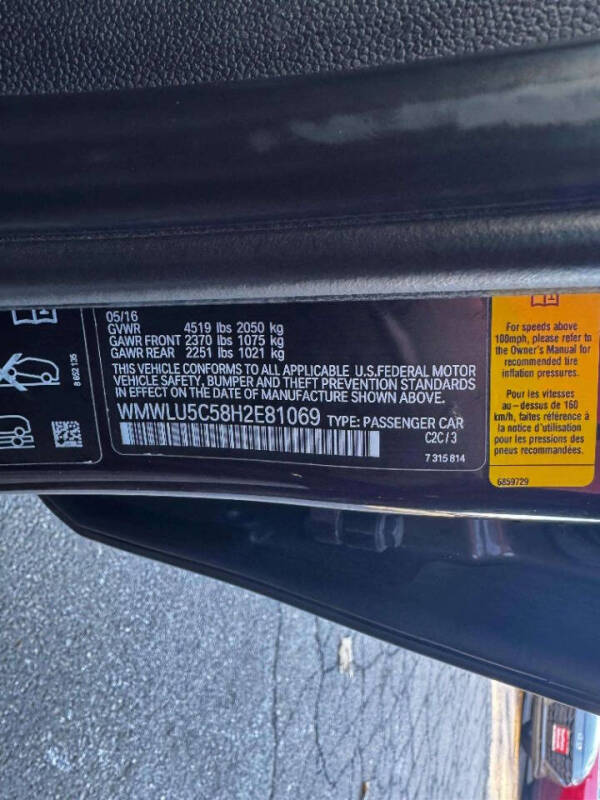 05/16
GVWR 4519 lbs 2050 kg
GAWR FRONT 2370 lbs 1075 kg
GAWR REAR 2251 lbs 1021 kg
THIS VEHICLE CONFORMS TO ALL APPLICABLE U.S.FEDERAL MOTOR
VEHICLE SAFETY, BUMPER AND THEFT PREVENTION STANDARDS
IN EFFECT ON THE DATE OF MANUFACTURE SHOWN ABOVE.
WMWLU5C58H2E81069 TYPE: PASSENGER CAR
C2C / 3
7 315 814
8 652 135
For speeds above
100mph, please refer to
the Owner's Manual for
recommended tire
inflation pressures.
Pour les vitesses
au-dessus de 160
km/h, faites référence à
la notice d'utilisation
pour les pressions des
pneus recommandées.
6859729